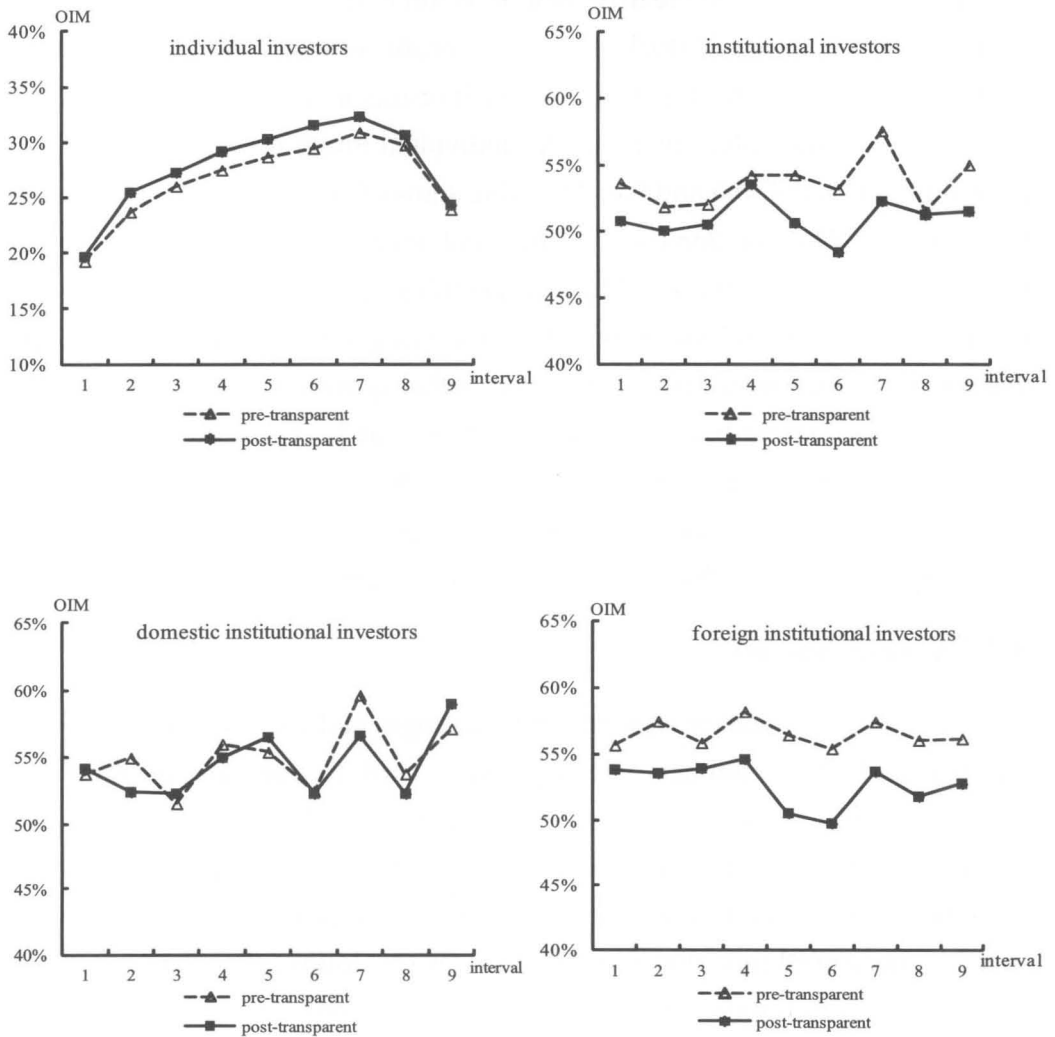 OIM
individual investors
40%
35%
30%
25%
20%
15%
10%
1 2 3 4 5 6 7 8 9 interval
pre-transparent
post-transparent
OIM
institutional investors
65%
60%
55%
50%
45%
40%
1 2 3 4 5 6 7 8 9 interval
pre-transparent
post-transparent
OIM
domestic institutional investors
65%
60%
55%
50%
45%
40%
1 2 3 4 5 6 7 8 9 interval
pre-transparent
post-transparent
OIM
foreign institutional investors
65%
60%
55%
50%
45%
40%
1 2 3 4 5 6 7 8 9 interval
pre-transparent
post-transparent